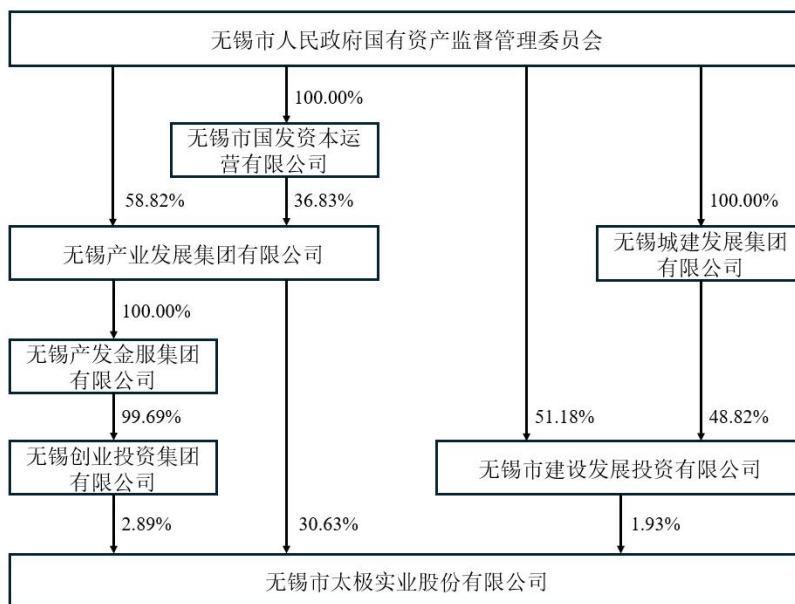 无锡市人民政府国有资产监督管理委员会
100.00%
无锡市国发资本运
营有限公司
58.82%
36.83%
100.00%
无锡产业发展集团有限公司
无锡城建发展集团
有限公司
100.00%
无锡产发金服集团
有限公司
99.69%
51.18%
48.82%
无锡创业投资集团
有限公司
无锡市建设发展投资有限公司
2.89%
30.63%
1.93%
无锡市太极实业股份有限公司